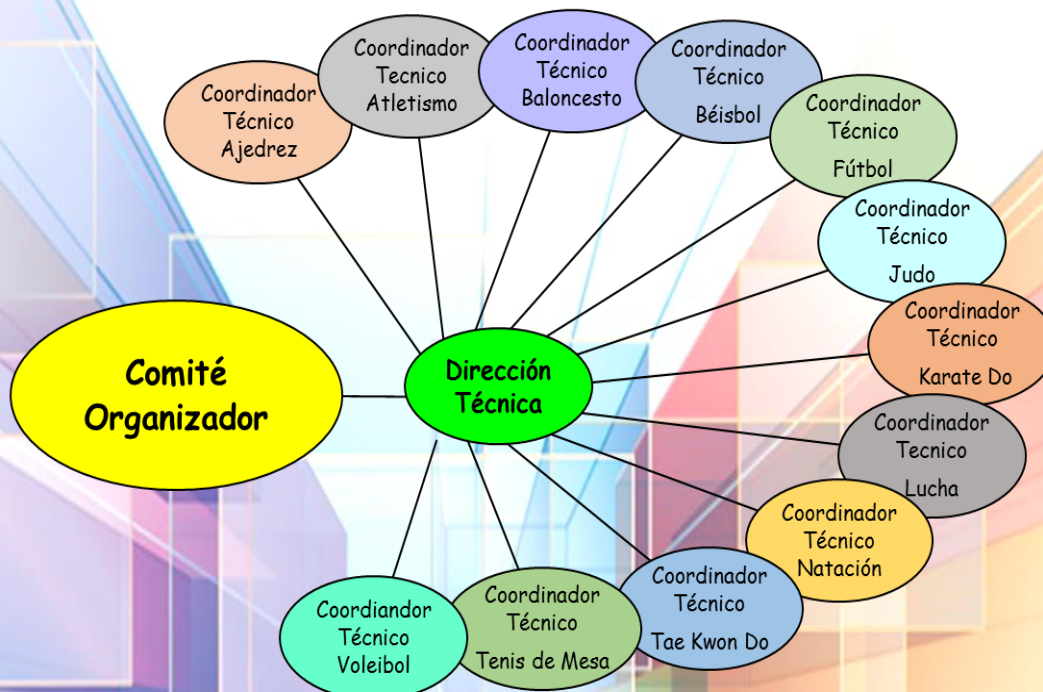 Coordinador
Técnico
Ajedrez
Coordinador
Tecnico
Atletismo
Coordinador
Técnico
Baloncesto
Coordinador
Técnico
Béisbol
Coordinador
Técnico
Fútbol
Coordinador
Técnico
Judo
Coordinador
Técnico
Karate Do
Coordinador
Tecnico
Lucha
Coordinador
Técnico
Natación
Coordinador
Técnico
Tae Kwon Do
Coordinador
Técnico
Tenis de Mesa
Coordiandor
Técnico
Voleibol
Dirección
Técnica
Comité
Organizador